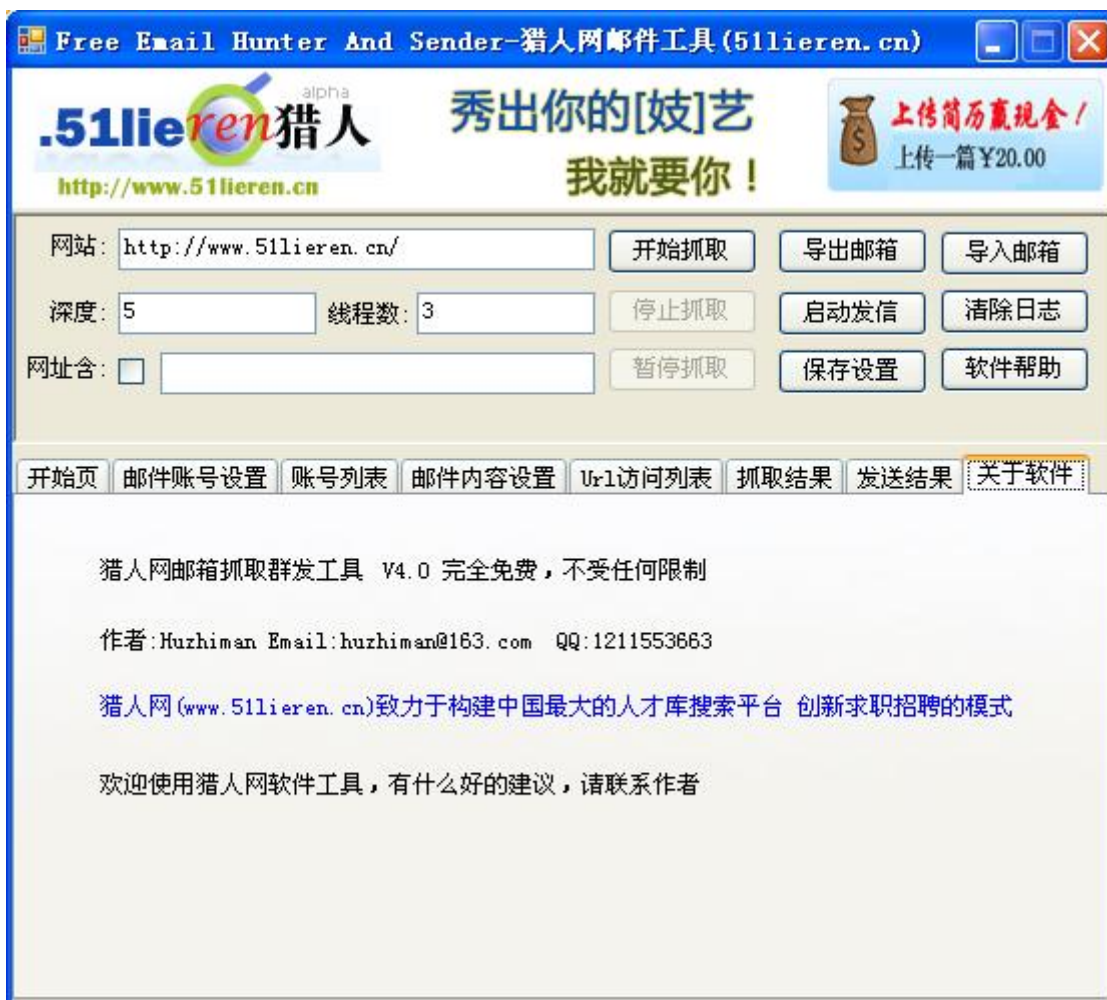 Free Email Hunter And Sender-猎人网邮件工具(51lieren.cn)
alpha
.51lieren猎人
http://www.51lieren.cn
秀出你的[妓]艺
我就要你！
上传简历赢现金！
上传一篇￥20.00
网站: http://www.51lieren.cn/ 开始抓取 导出邮箱 导入邮箱
深度: 5 线程数: 3 停止抓取 启动发信 清除日志
网址含: 暂停抓取 保存设置 软件帮助
开始页 邮件账号设置 账号列表 邮件内容设置 Url访问列表 抓取结果 发送结果 关于软件
猎人网邮箱抓取群发工具 V4.0 完全免费，不受任何限制
作者:Huzhiman Email:huzhiman@163.com QQ:1211553663
猎人网(www.51lieren.cn)致力于构建中国最大的人才库搜索平台 创新求职招聘的模式
欢迎使用猎人网软件工具，有什么好的建议，请联系作者